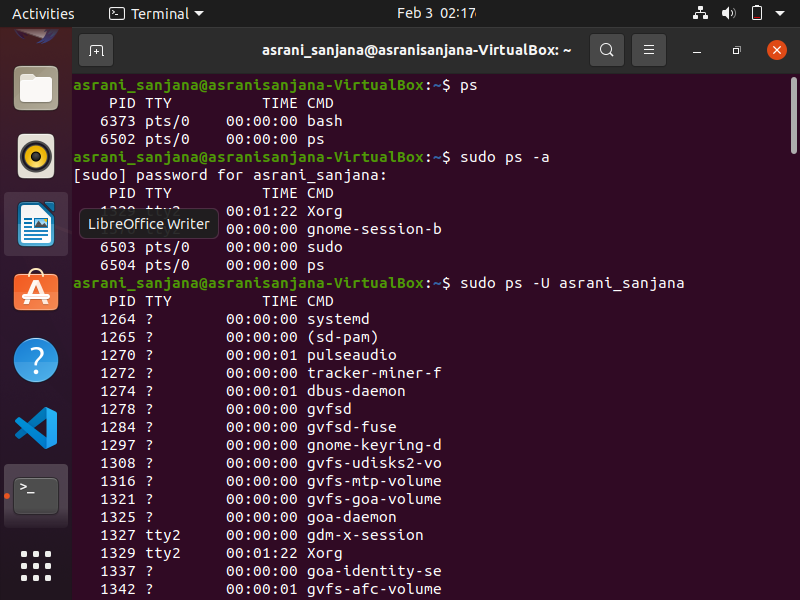 Activities
Terminal
Feb 3 02:17
asrani_sanjana@asranisanjana-VirtualBox: ~
asrani_sanjana@asranisanjana-VirtualBox:~$ ps
PID TTY TIME CMD
6373 pts/0 00:00:00 bash
6502 pts/0 00:00:00 ps
asrani_sanjana@asranisanjana-VirtualBox:~$ sudo ps -a
[sudo] password for asrani_sanjana:
PID TTY TIME CMD
1329 tty2 00:01:22 Xorg
LibreOffice Writer
00:00:00 gnome-session-b
6503 pts/0 00:00:00 sudo
6504 pts/0 00:00:00 ps
asrani_sanjana@asranisanjana-VirtualBox:~$ sudo ps -U asrani_sanjana
PID TTY TIME CMD
1264 ? 00:00:00 systemd
1265 ? 00:00:00 (sd-pam)
1270 ? 00:00:01 pulseaudio
1272 ? 00:00:00 tracker-miner-f
1274 ? 00:00:01 dbus-daemon
1278 ? 00:00:00 gvfsd
1284 ? 00:00:00 gvfsd-fuse
1297 ? 00:00:00 gnome-keyring-d
1308 ? 00:00:00 gvfs-udisks2-vo
1316 ? 00:00:00 gvfs-mtp-volume
1321 ? 00:00:00 gvfs-goa-volume
1325 ? 00:00:00 goa-daemon
1327 tty2 00:00:00 gdm-x-session
1329 tty2 00:01:22 Xorg
1337 ? 00:00:00 goa-identity-se
1342 ? 00:00:01 gvfs-afc-volume